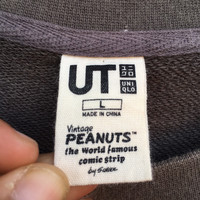 UT ユニクロ
UNIQLO
L
MADE IN CHINA
Vintage
PEANUTS™
the World famous
comic strip
by Schulz